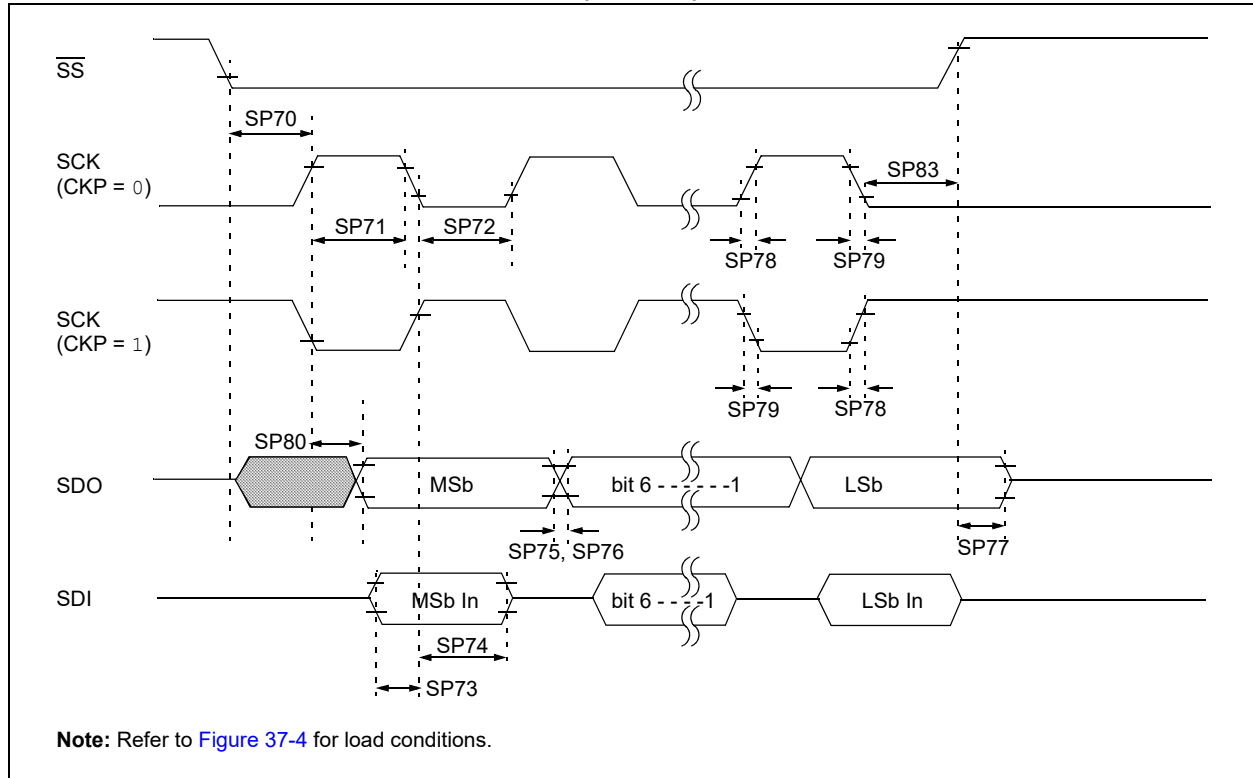 SS
SP70
SCK
(CKP = 0)
SP83
SP71
SP72
SP78
SP79
SCK
(CKP = 1)
SP79
SP78
SP80
SDO
MSb
bit 6 - - - - - - -1
LSb
SP75, SP76
SP77
SDI
MSb In
bit 6 - - - - -1
LSb In
SP74
SP73
Note: Refer to Figure 37-4 for load conditions.